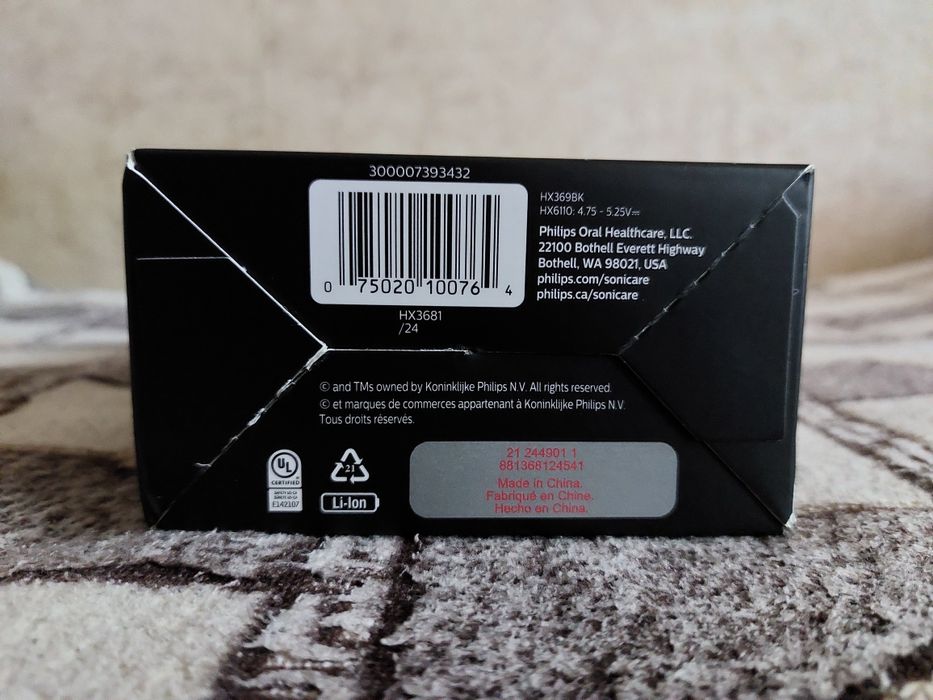 300007393432
0 75020 10076 4
HX3681
/24
HX369BK
HX6110: 4.75 - 5.25V⎓
Philips Oral Healthcare, LLC.
22100 Bothell Everett Highway
Bothell, WA 98021, USA
philips.com/sonicare
philips.ca/sonicare
© and TMs owned by Koninklijke Philips N.V. All rights reserved.
© et marques de commerces appartenant à Koninklijke Philips N.V.
Tous droits réservés.
UL
CERTIFIED
SAFETY US-CA
E142107
21
Li-Ion
21 244901 1
881368124541
Made in China.
Fabriqué en Chine.
Hecho en China.